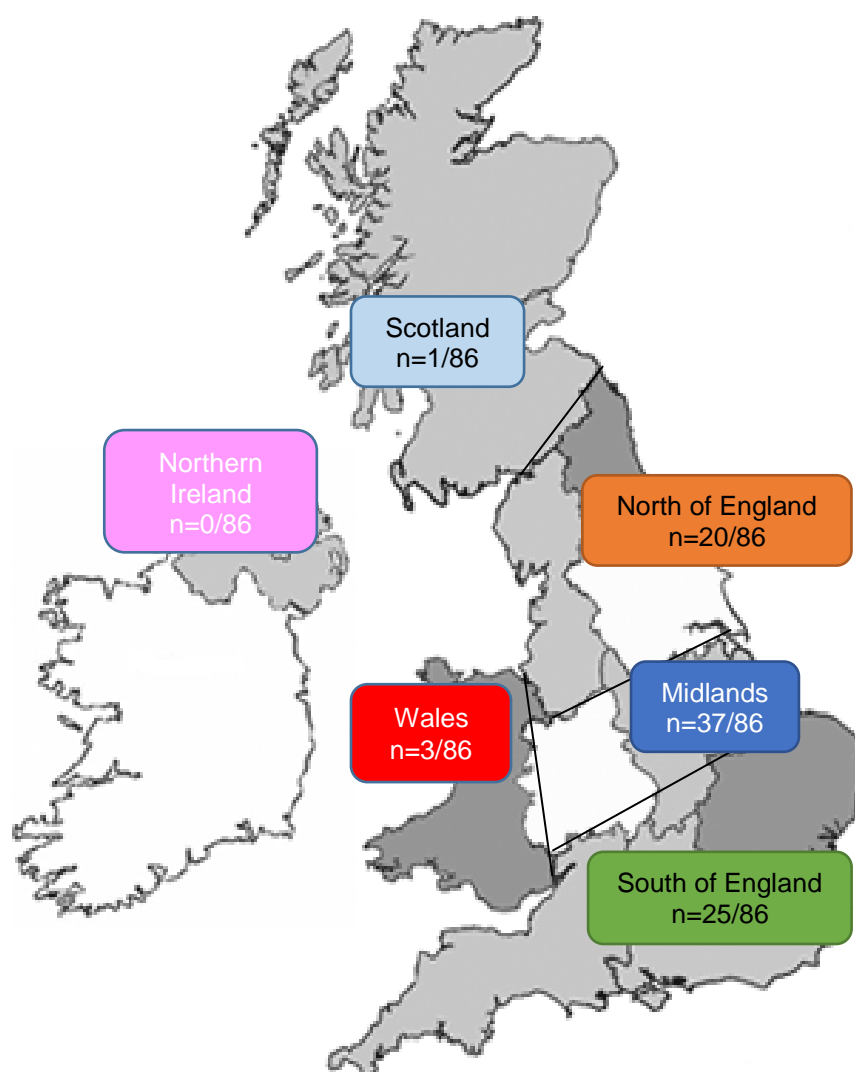 Scotland
n=1/86
Northern
Ireland
n=0/86
North of England
n=20/86
Wales
n=3/86
Midlands
n=37/86
South of England
n=25/86